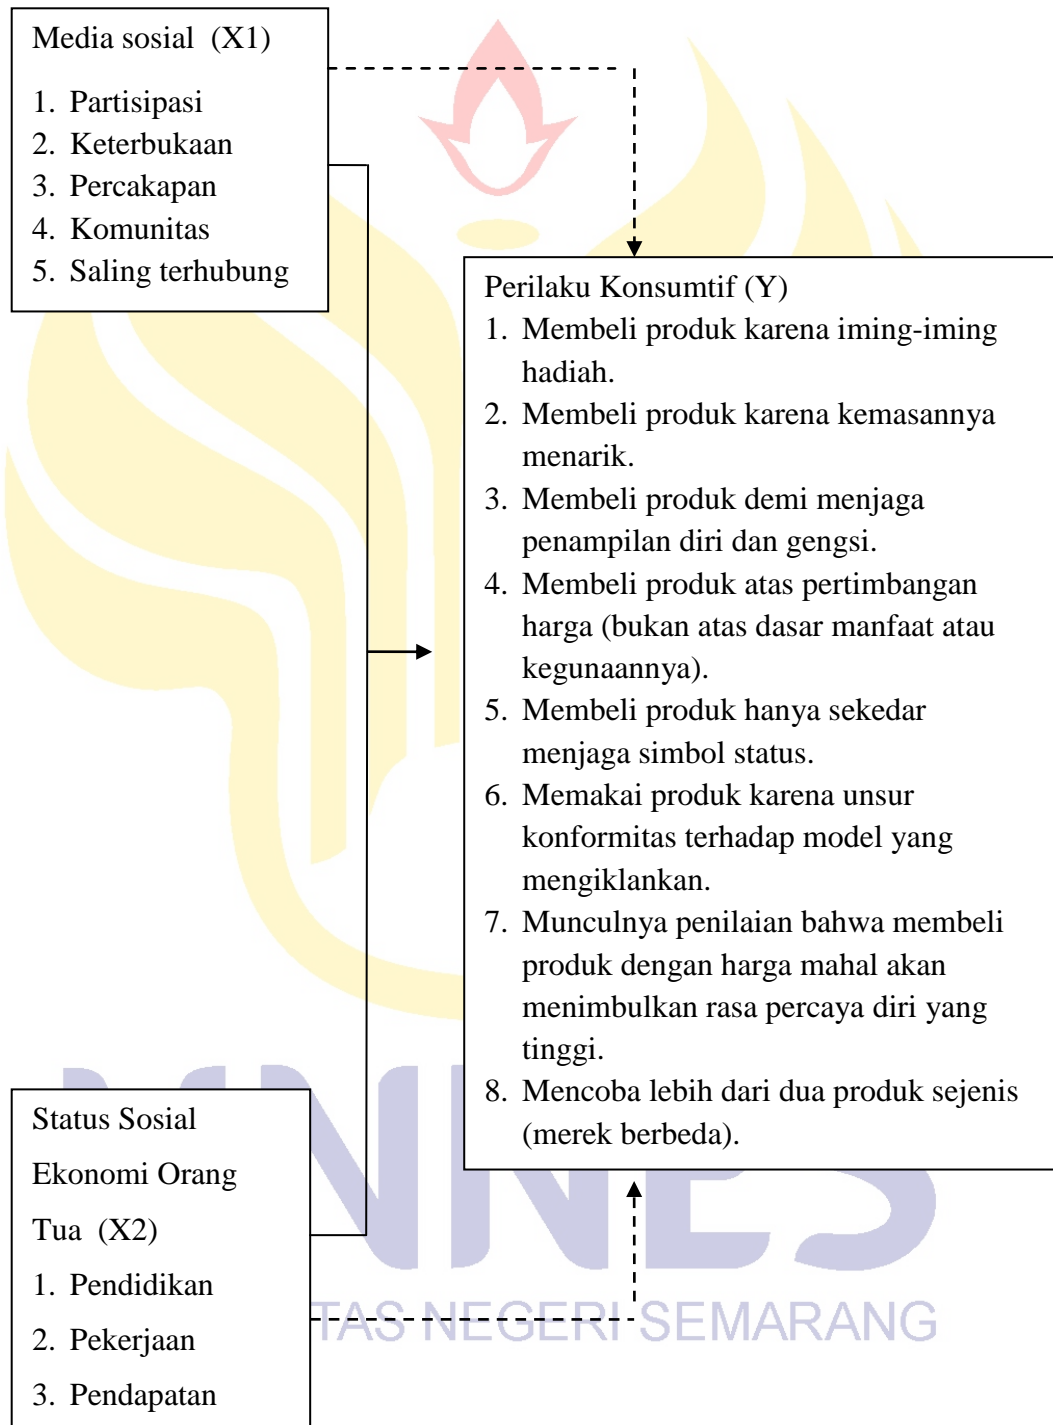 Media sosial (X1)
1. Partisipasi
2. Keterbukaan
3. Percakapan
4. Komunitas
5. Saling terhubung
Perilaku Konsumtif (Y)
1. Membeli produk karena iming-iming
hadiah.
2. Membeli produk karena kemasannya
menarik.
3. Membeli produk demi menjaga
penampilan diri dan gengsi.
4. Membeli produk atas pertimbangan
harga (bukan atas dasar manfaat atau
kegunaannya).
5. Membeli produk hanya sekedar
menjaga simbol status.
6. Memakai produk karena unsur
konformitas terhadap model yang
mengiklankan.
7. Munculnya penilaian bahwa membeli
produk dengan harga mahal akan
menimbulkan rasa percaya diri yang
tinggi.
8. Mencoba lebih dari dua produk sejenis
(merek berbeda).
Status Sosial
Ekonomi Orang
Tua (X2)
1. Pendidikan
2. Pekerjaan
3. Pendapatan
NEGERI SEMARANG